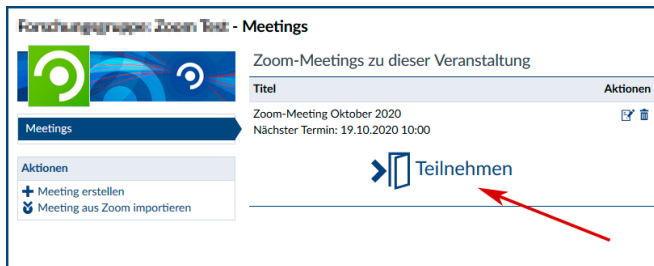 - Meetings
Zoom-Meetings zu dieser Veranstaltung
Titel Aktionen
Zoom-Meeting Oktober 2020
Nächster Termin: 19.10.2020 10:00
Teilnehmen
Meetings
Aktionen
Meeting erstellen
Meeting aus Zoom importieren